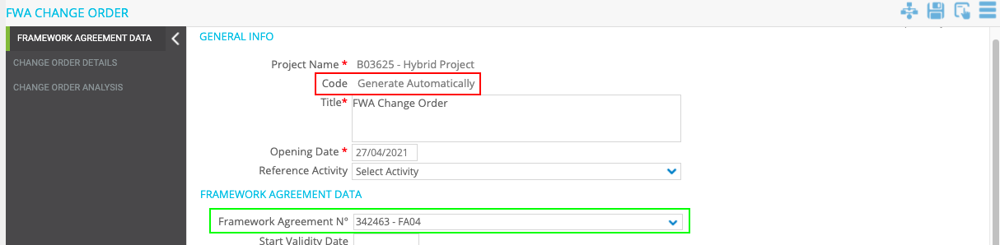 FWA CHANGE ORDER
FRAMEWORK AGREEMENT DATA
CHANGE ORDER DETAILS
CHANGE ORDER ANALYSIS
GENERAL INFO
Project Name * B03625 - Hybrid Project
Code Generate Automatically
Title* FWA Change Order
Opening Date * 27/04/2021
Reference Activity Select Activity
FRAMEWORK AGREEMENT DATA
Framework Agreement N° 342463 - FA04
Start Validity Date